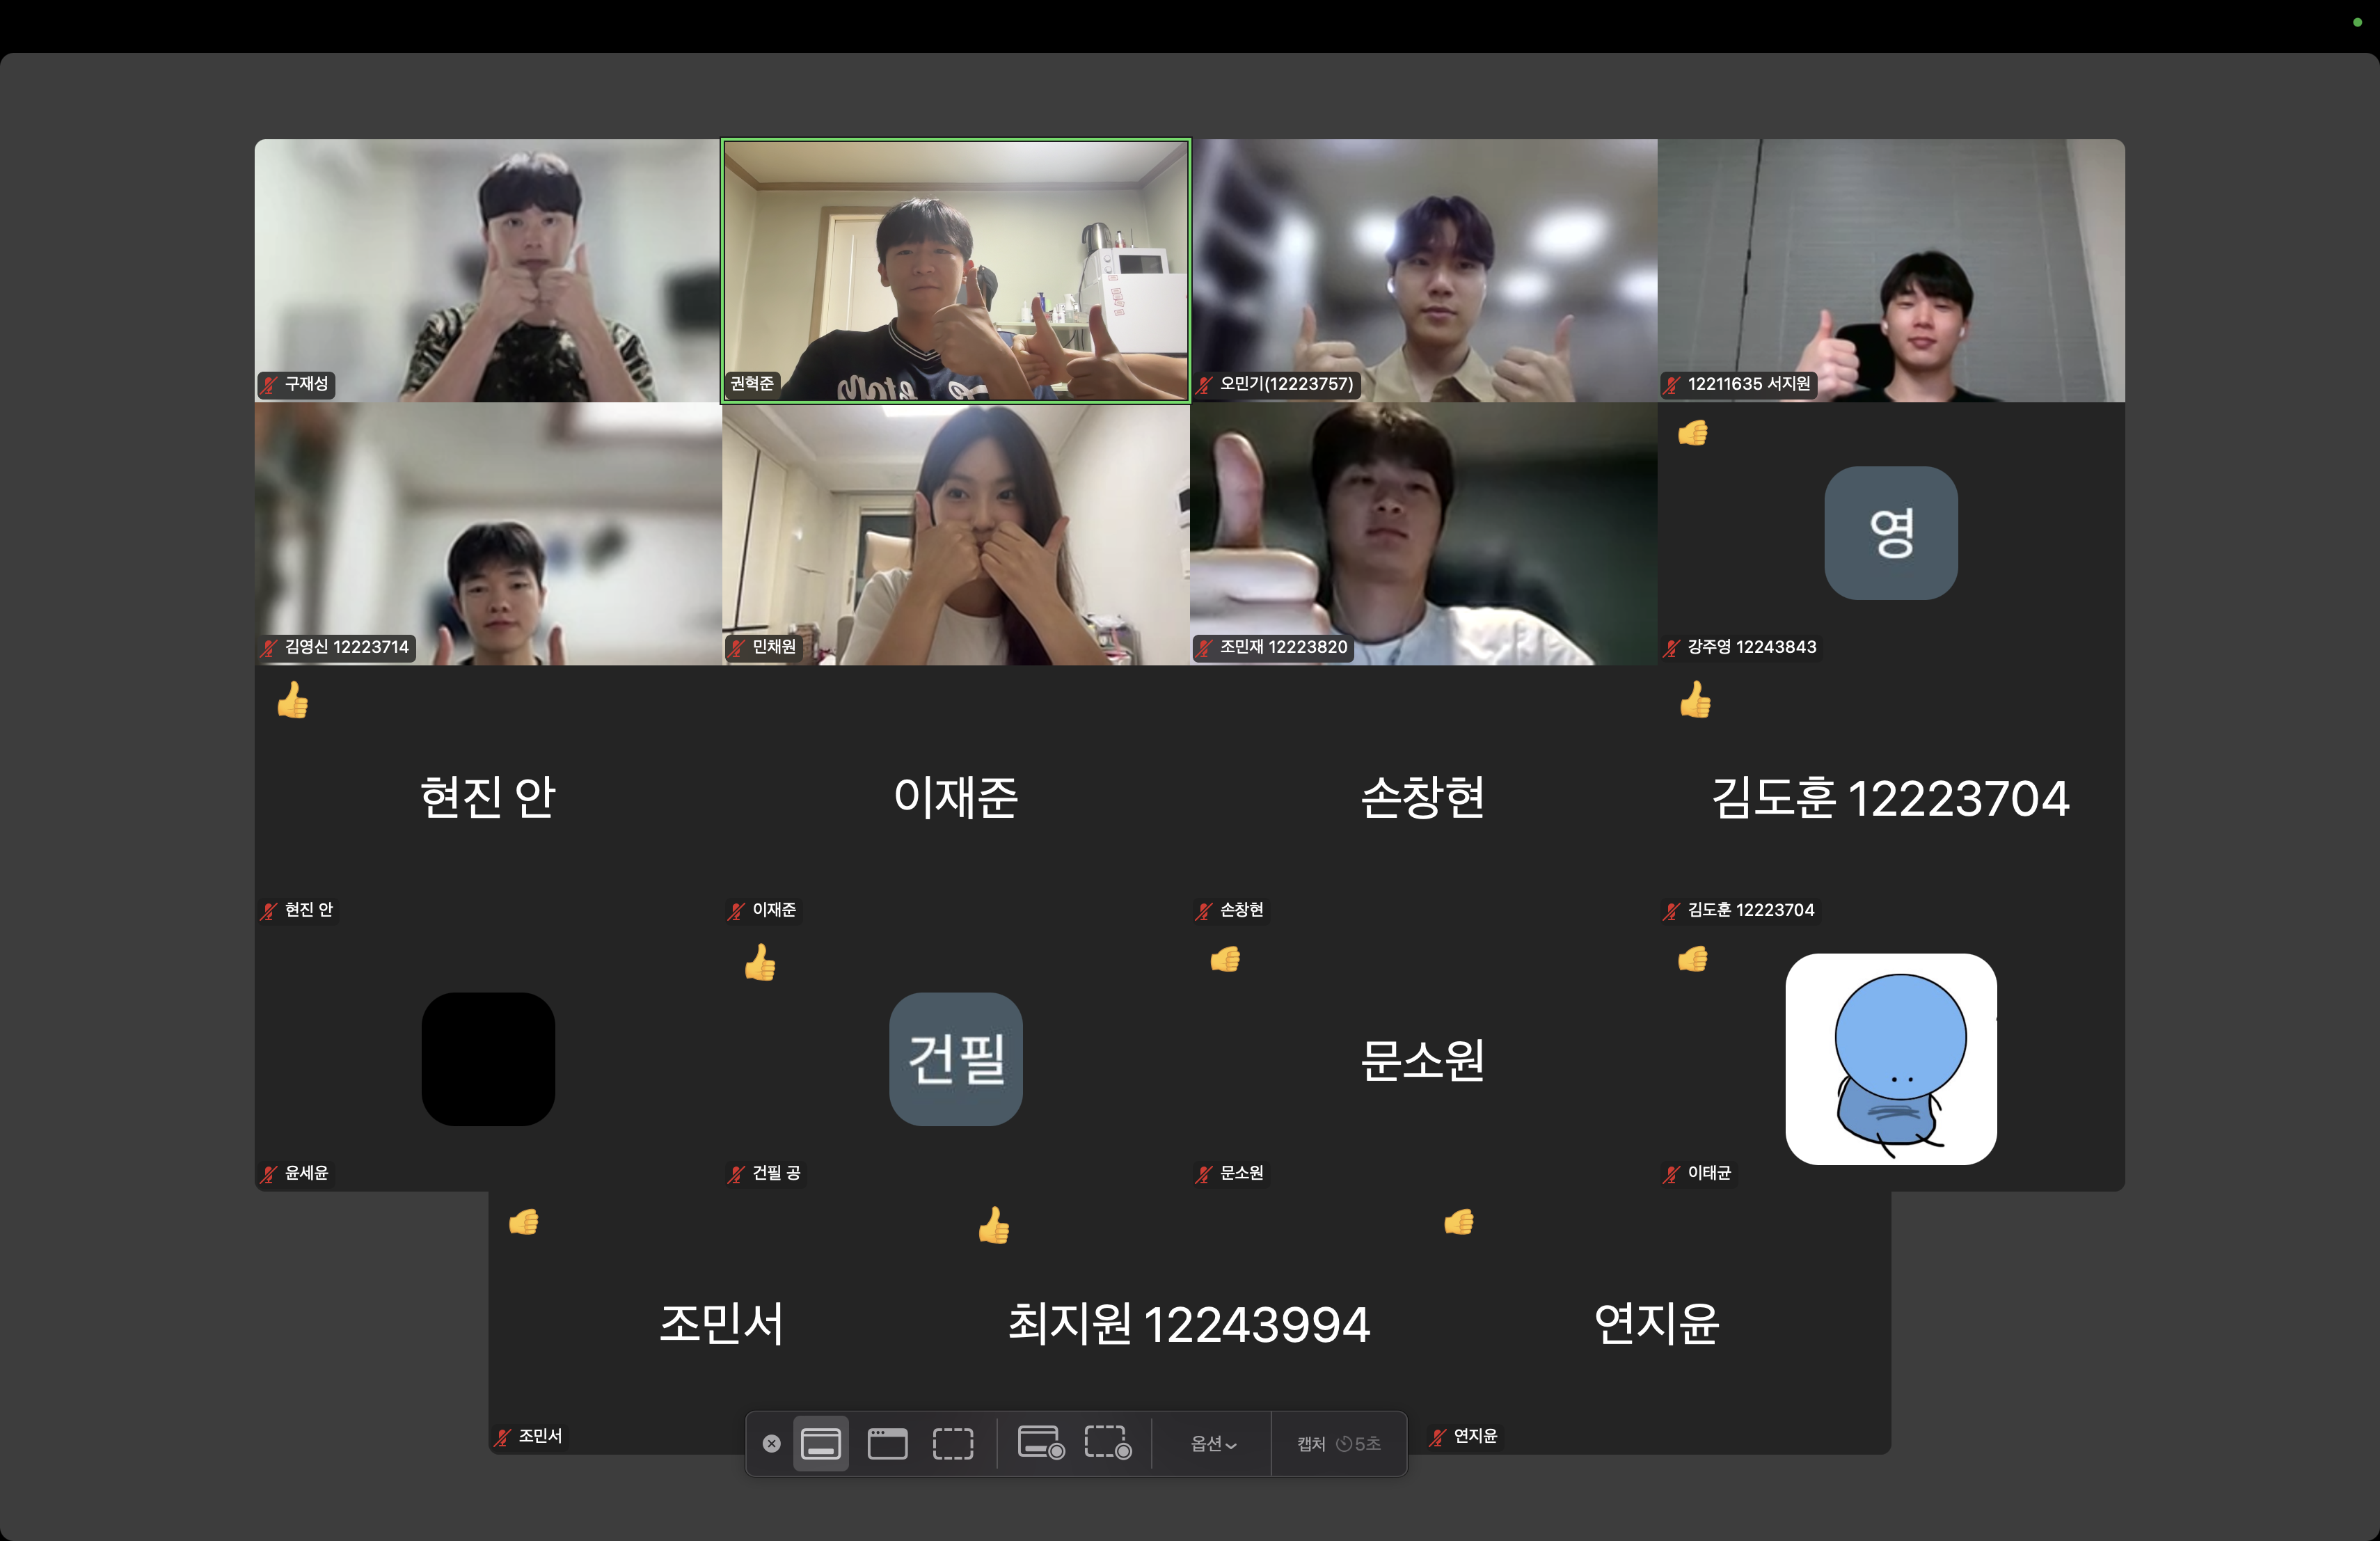 구재성
권혁준
오민기(12223757)
12211635 서지원
김영신 12223714
민채원
조민재 12223820
영
강주영 12243843
현진 안
이재준
손창현
김도훈 12223704
현진 안
이재준
손창현
김도훈 12223704
건필
문소원
윤세윤
건필 공
문소원
이태균
조민서
최지원 12243994
연지윤
조민서
옵션
캡처 5초
연지윤